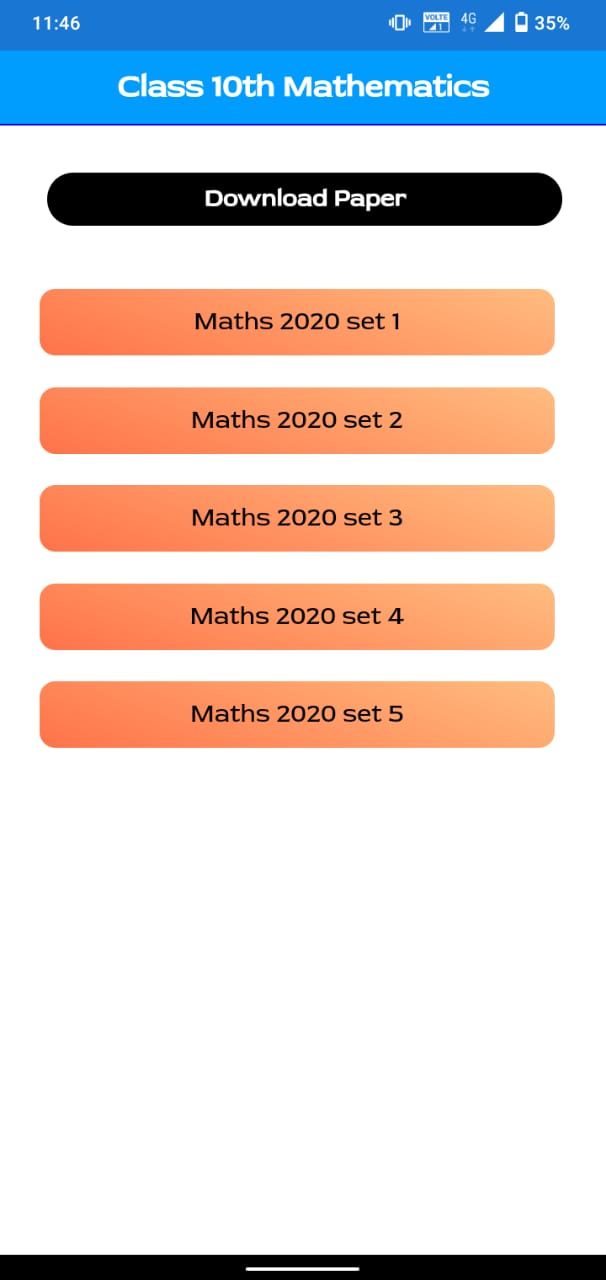 11:46 VOLTE 1 4G 35%
Class 10th Mathematics
Download Paper
Maths 2020 set 1
Maths 2020 set 2
Maths 2020 set 3
Maths 2020 set 4
Maths 2020 set 5